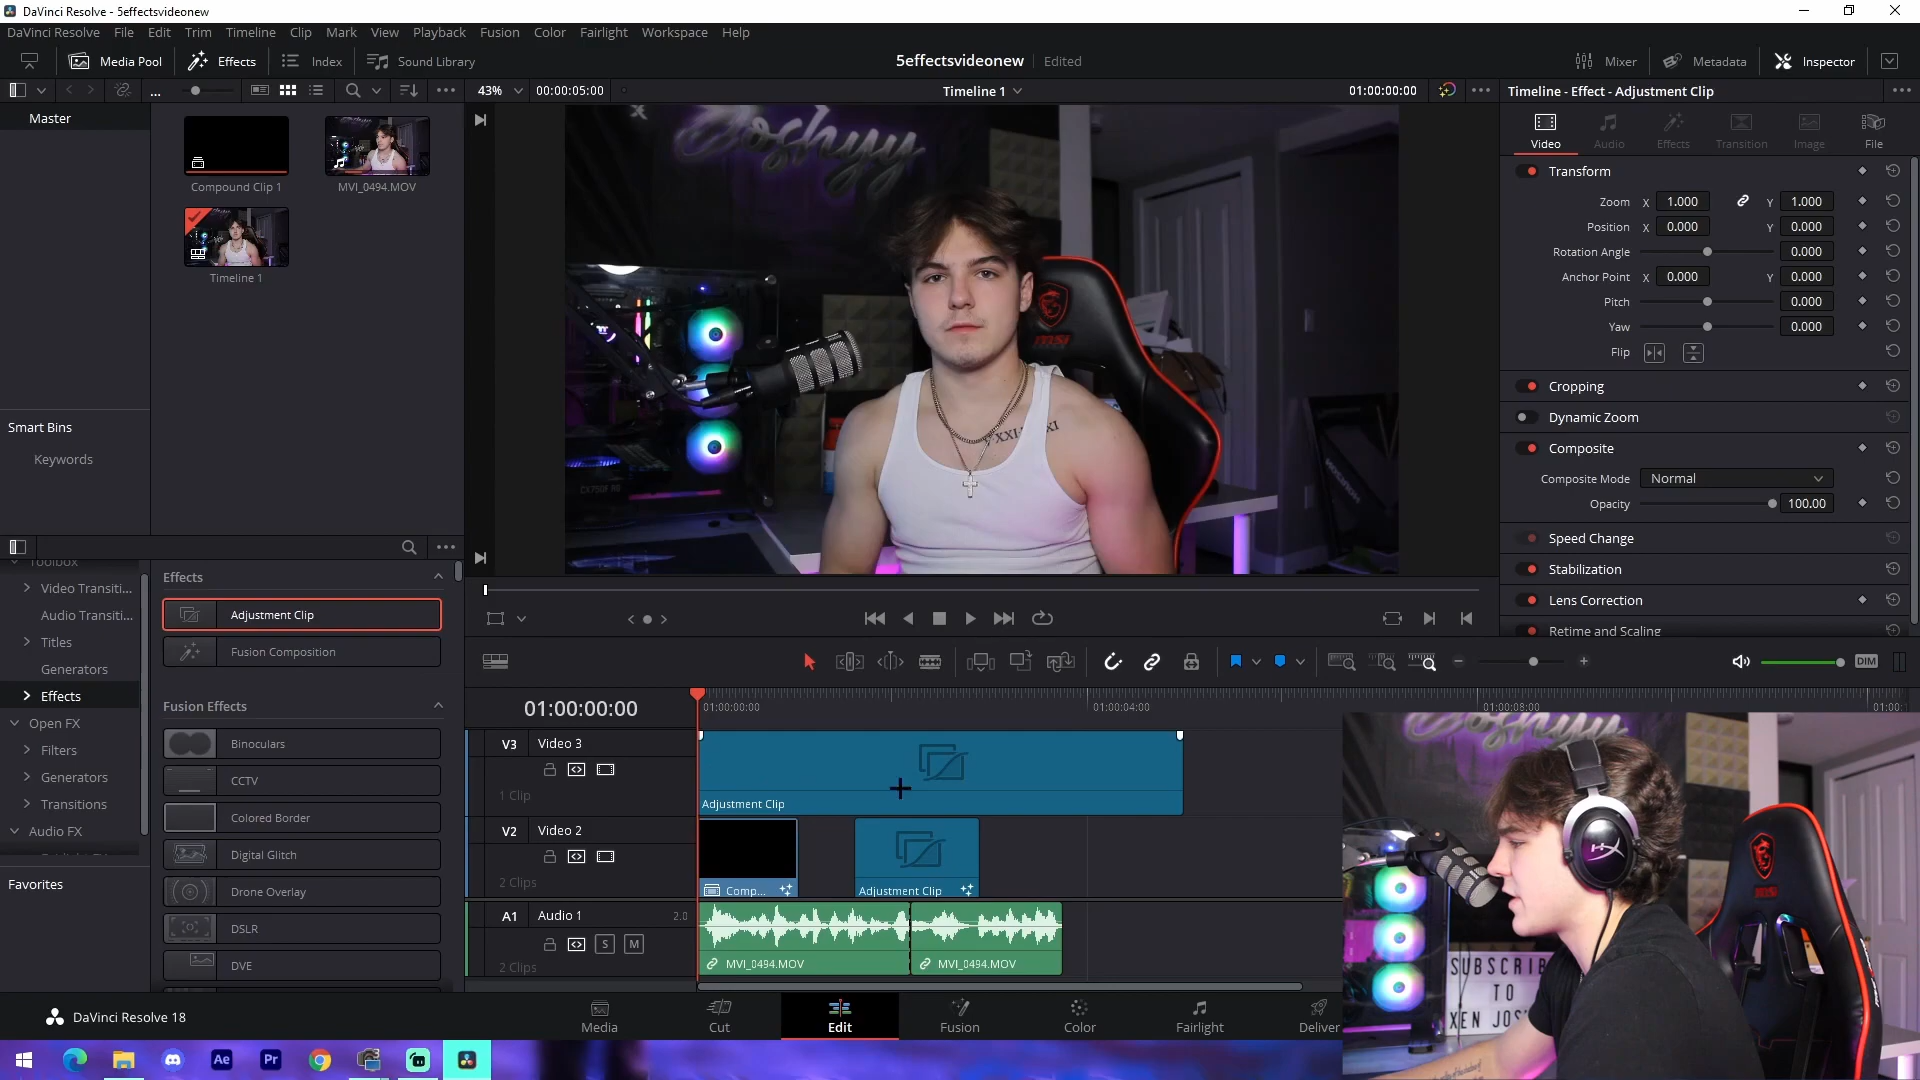 DaVinci Resolve - 5effectsvideonew
DaVinci Resolve File Edit Trim Timeline Clip Mark View Playback Fusion Color Fairlight Workspace Help
Media Pool Effects Index Sound Library
5effectsvideonew Edited
Mixer Metadata Inspector
43% 00:00:05:00 Timeline 1 01:00:00:00
Timeline - Effect - Adjustment Clip
Master
Compound Clip 1
MVI_0494.MOV
Timeline 1
Smart Bins
Keywords
Joshyy
msi
Video Audio Effects Transition Image File
Transform
Zoom X 1.000 Y 1.000
Position X 0.000 Y 0.000
Rotation Angle 0.000
Anchor Point X 0.000 Y 0.000
Pitch 0.000
Yaw 0.000
Flip
Cropping
Dynamic Zoom
Composite
Composite Mode Normal
Opacity 100.00
Speed Change
Stabilization
Lens Correction
Retime and Scaling
Toolbox
Video Transiti...
Audio Transiti...
Titles
Generators
Effects
Open FX
Filters
Generators
Transitions
Audio FX
Favorites
Effects
Adjustment Clip
Fusion Composition
Fusion Effects
Binoculars
CCTV
Colored Border
Digital Glitch
Drone Overlay
DSLR
DVE
DIM
01:00:00:00
01:00:00:00 01:00:04:00 01:00:08:00 01:00:
V3 Video 3
1 Clip
Adjustment Clip
V2 Video 2
2 Clips
Comp...
Adjustment Clip
A1 Audio 1 2.0
S M
2 Clips
MVI_0494.MOV MVI_0494.MOV
DaVinci Resolve 18
Media Cut Edit Fusion Color Fairlight Deliver
Ae Pr
SUBSCRIB
TO
XEN JOS